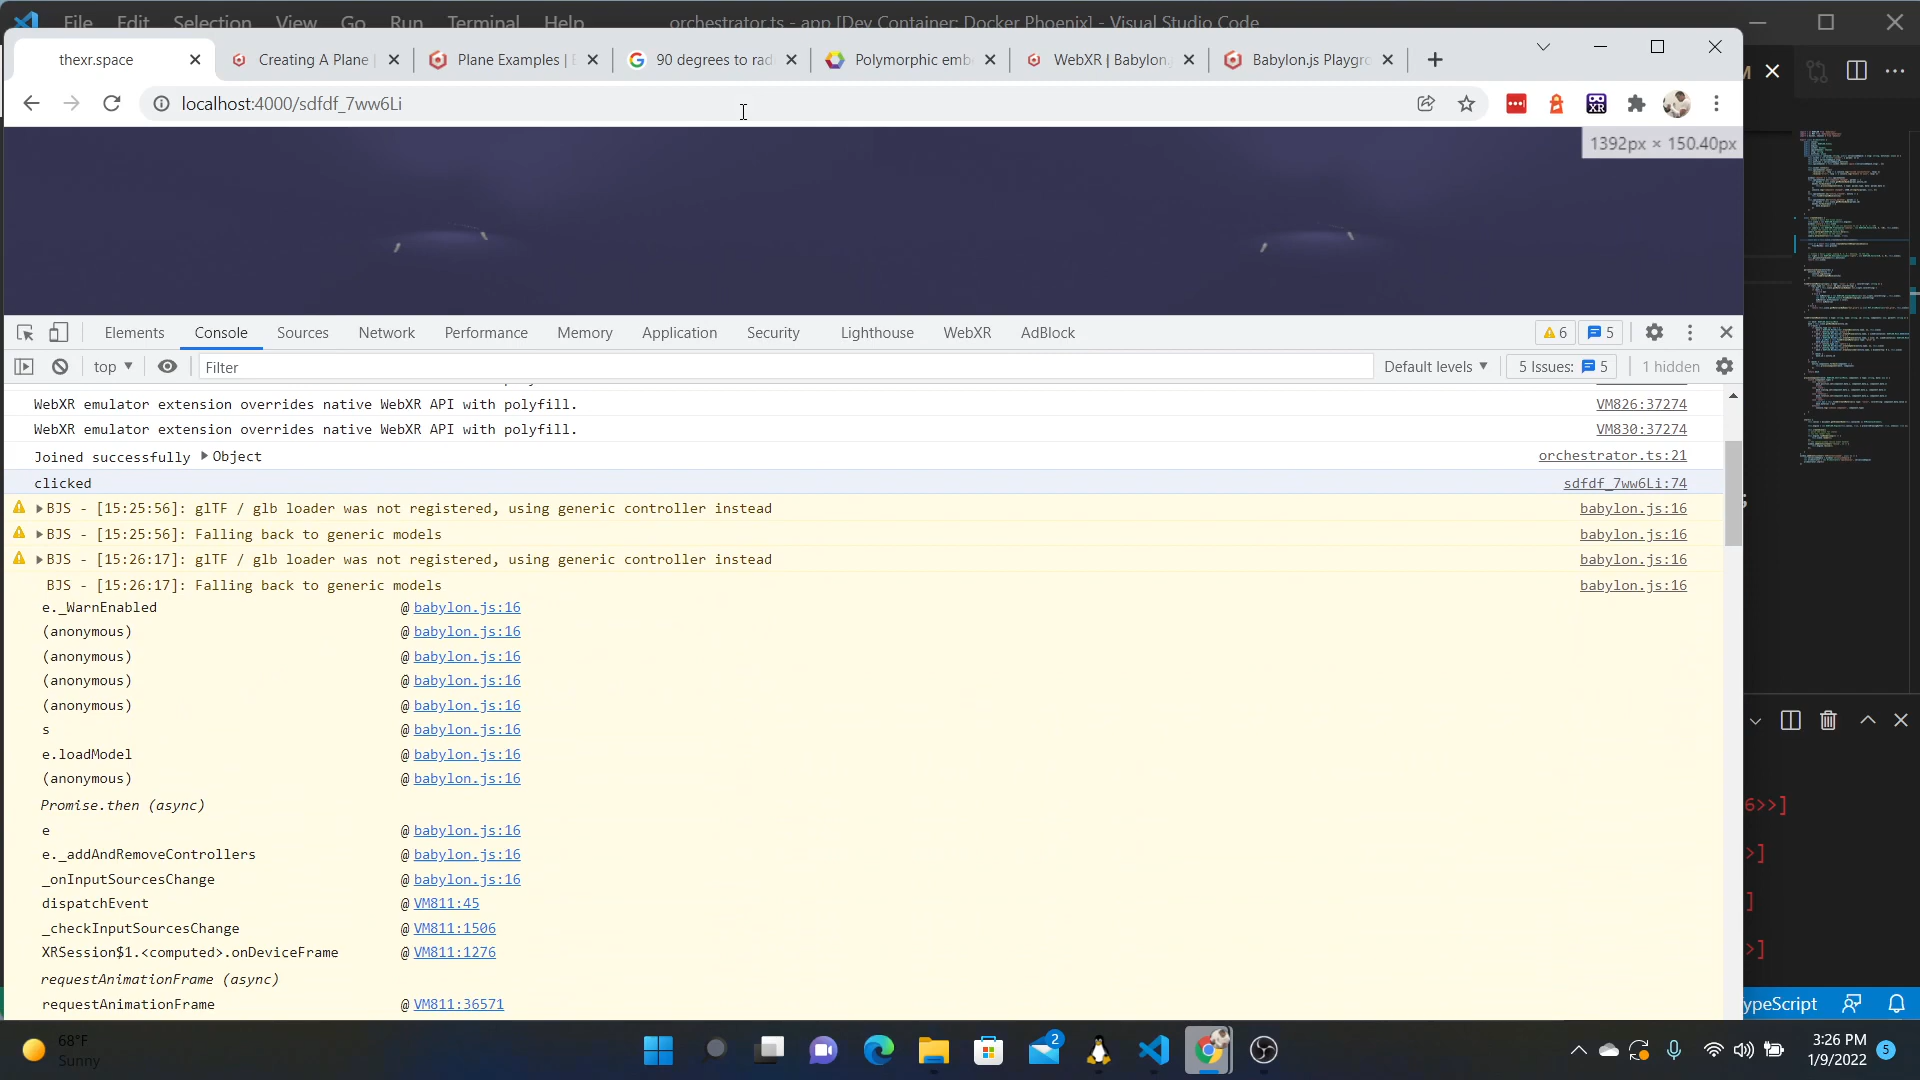 File Edit Selection View Go Run Terminal Help orchestrator.ts - app [Dev Container: Docker Phoenix] - Visual Studio Code
thexr.space Creating A Plane Plane Examples | 90 degrees to rad Polymorphic emb WebXR | Babylon. Babylon.js Playgro
localhost:4000/sdfdf_7ww6Li
1392px × 150.40px
Elements Console Sources Network Performance Memory Application Security Lighthouse WebXR AdBlock 6 5
top Filter Default levels 5 Issues: 5 1 hidden
WebXR emulator extension overrides native WebXR API with polyfill. VM826:37274
WebXR emulator extension overrides native WebXR API with polyfill. VM830:37274
Joined successfully Object orchestrator.ts:21
clicked sdfdf_7ww6Li:74
BJS - [15:25:56]: glTF / glb loader was not registered, using generic controller instead babylon.js:16
BJS - [15:25:56]: Falling back to generic models babylon.js:16
BJS - [15:26:17]: glTF / glb loader was not registered, using generic controller instead babylon.js:16
BJS - [15:26:17]: Falling back to generic models babylon.js:16
e._WarnEnabled @ babylon.js:16
(anonymous) @ babylon.js:16
(anonymous) @ babylon.js:16
(anonymous) @ babylon.js:16
(anonymous) @ babylon.js:16
s @ babylon.js:16
e.loadModel @ babylon.js:16
(anonymous) @ babylon.js:16
Promise.then (async)
e @ babylon.js:16
e._addAndRemoveControllers @ babylon.js:16
_onInputSourcesChange @ babylon.js:16
dispatchEvent @ VM811:45
_checkInputSourcesChange @ VM811:1506
XRSession$1.<computed>.onDeviceFrame @ VM811:1276
requestAnimationFrame (async)
requestAnimationFrame @ VM811:36571
6>>]
>]
]
>]
ypeScript
68°F
Sunny
2
3:26 PM
1/9/2022
5